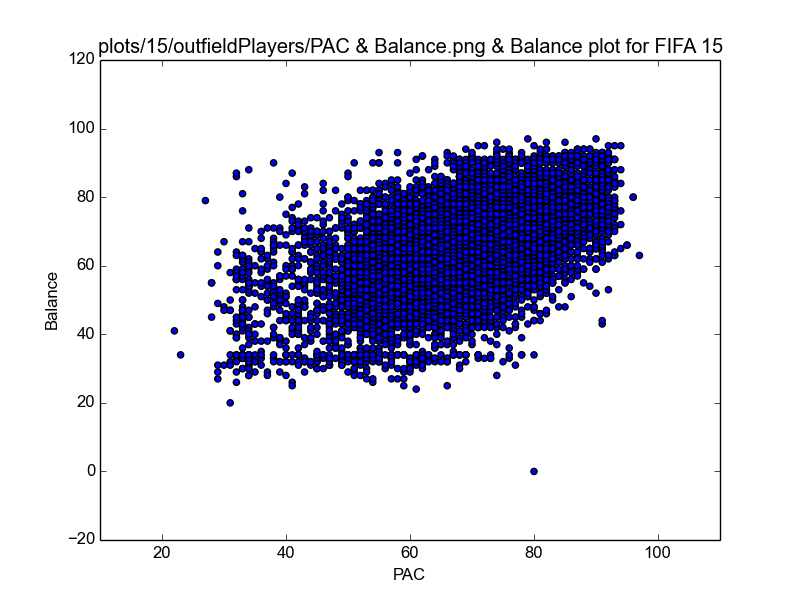 plots/15/outfieldPlayers/PAC & Balance.png & Balance plot for FIFA 15
120
100
80
60
40
20
0
−20
Balance
20 40 60 80 100
PAC